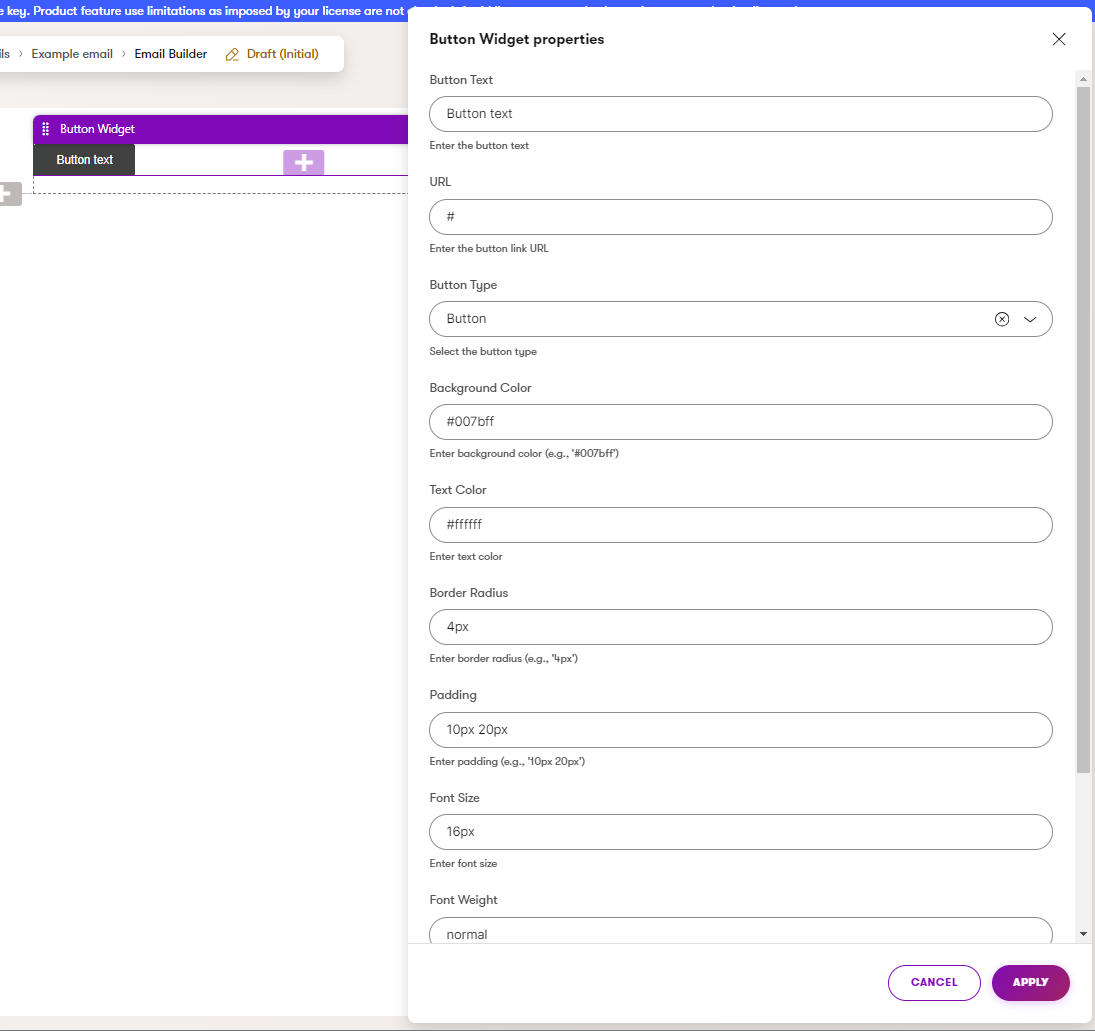 e key. Product feature use limitations as imposed by your license are not
ils › Example email › Email Builder Draft (Initial)
Button Widget
Button text
Button Widget properties
Button Text
Button text
Enter the button text
URL
#
Enter the button link URL
Button Type
Button
Select the button type
Background Color
#007bff
Enter background color (e.g., '#007bff')
Text Color
#ffffff
Enter text color
Border Radius
4px
Enter border radius (e.g., '4px')
Padding
10px 20px
Enter padding (e.g., '10px 20px')
Font Size
16px
Enter font size
Font Weight
normal
CANCEL
APPLY